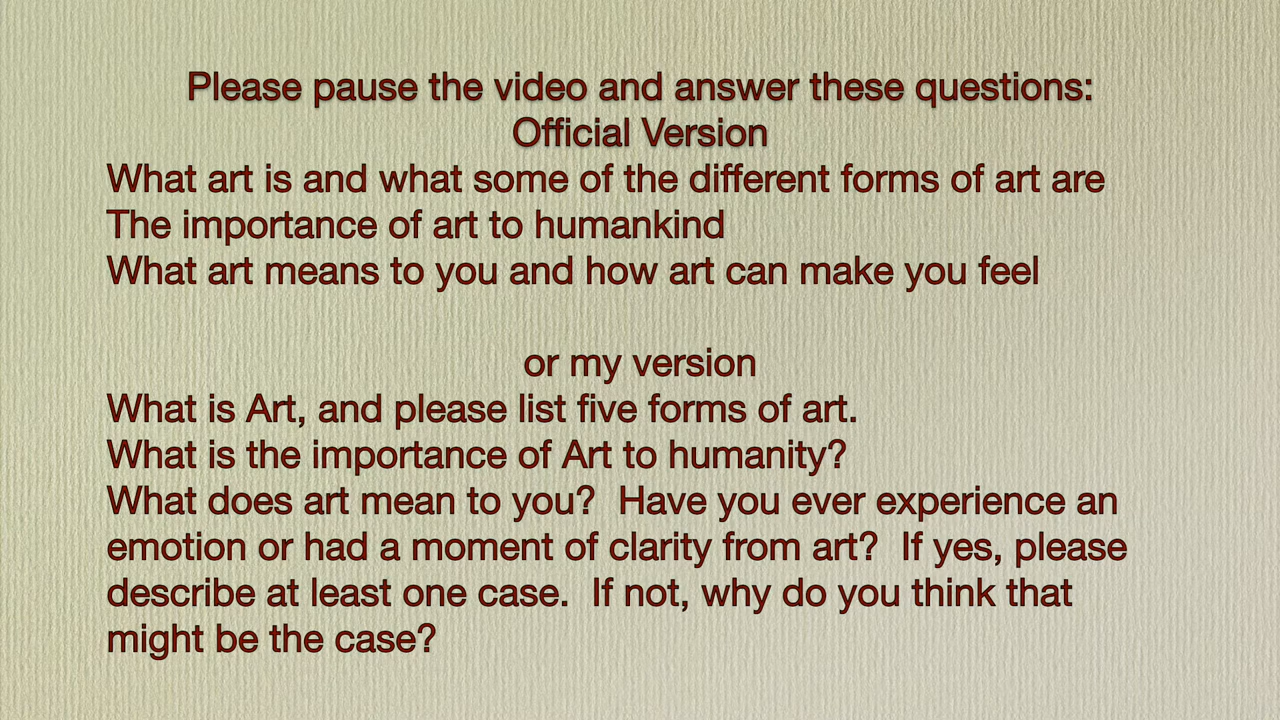 Please pause the video and answer these questions:
Official Version
What art is and what some of the different forms of art are
The importance of art to humankind
What art means to you and how art can make you feel
or my version
What is Art, and please list five forms of art.
What is the importance of Art to humanity?
What does art mean to you?  Have you ever experience an
emotion or had a moment of clarity from art?  If yes, please
describe at least one case.  If not, why do you think that
might be the case?